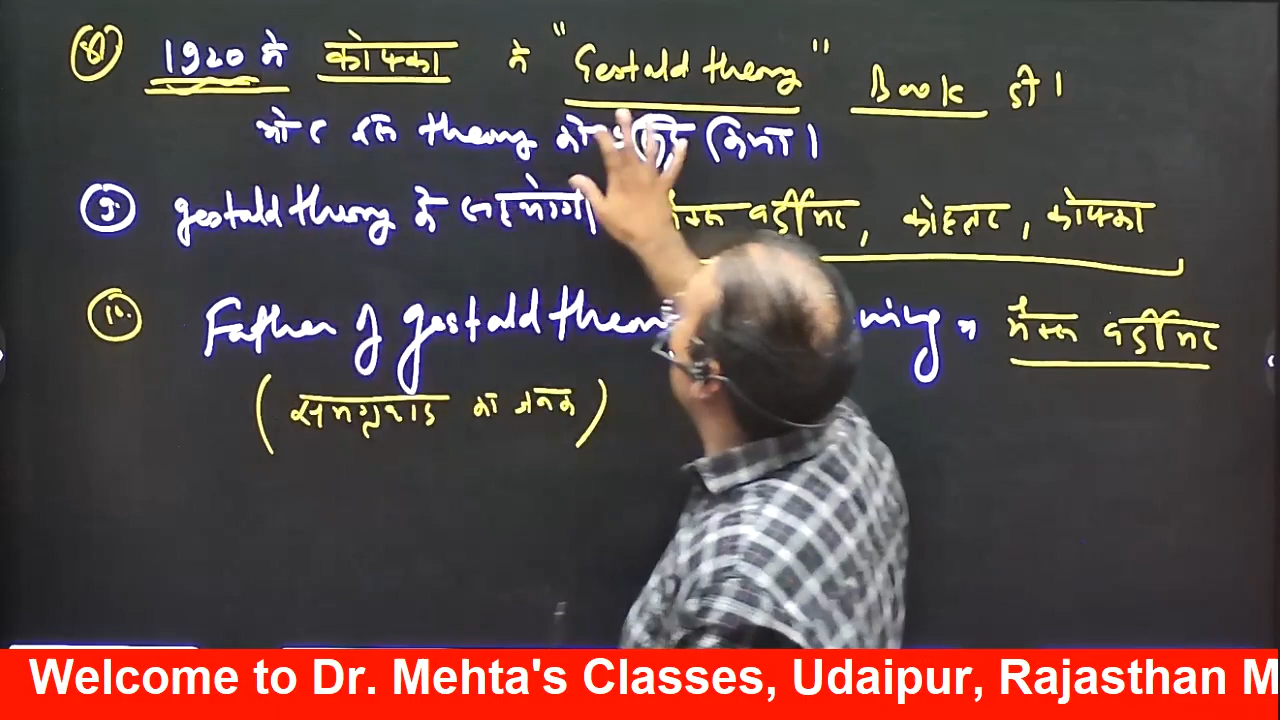 ⑧ 1920 में कोफ्का ने "Gestald theory" Book दी।
और इस theory को सिद्ध किया।
⑨ gestald theory के सहयोगी मैक्स वर्दीमर, कोहलर, कोफ्का
⑩ Father of gestald theory = मैक्स वर्दीमर
(समग्रवाद का जनक)
Welcome to Dr. Mehta's Classes, Udaipur, Rajasthan M